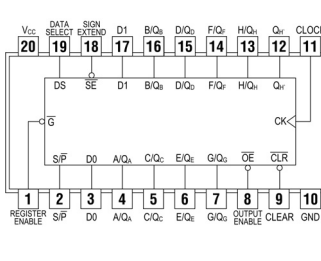 VCC DATA SELECT SIGN EXTEND D1 B/QB D/QD F/QF H/QH QH' CLOCK
20 19 18 17 16 15 14 13 12 11
DS SE D1 B/QB D/QD F/QF H/QH QH'
G CK
S/P D0 A/QA C/QC E/QE G/QG OE CLR
1 2 3 4 5 6 7 8 9 10
REGISTER ENABLE S/P D0 A/QA C/QC E/QE G/QG OUTPUT ENABLE CLEAR GND